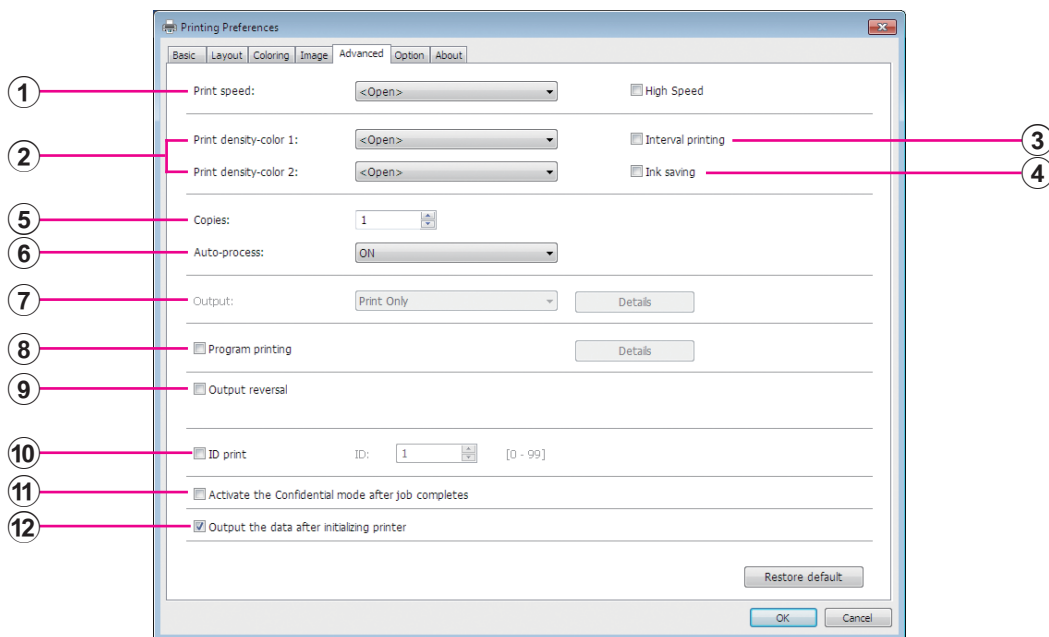 Printing Preferences
Basic Layout Coloring Image Advanced Option About
1 Print speed: <Open> High Speed
2 Print density-color 1: <Open> Interval printing 3
Print density-color 2: <Open> Ink saving 4
5 Copies: 1
6 Auto-process: ON
7 Output: Print Only Details
8 Program printing Details
9 Output reversal
10 ID print ID: 1 [0 - 99]
11 Activate the Confidential mode after job completes
12 Output the data after initializing printer
Restore default
OK Cancel